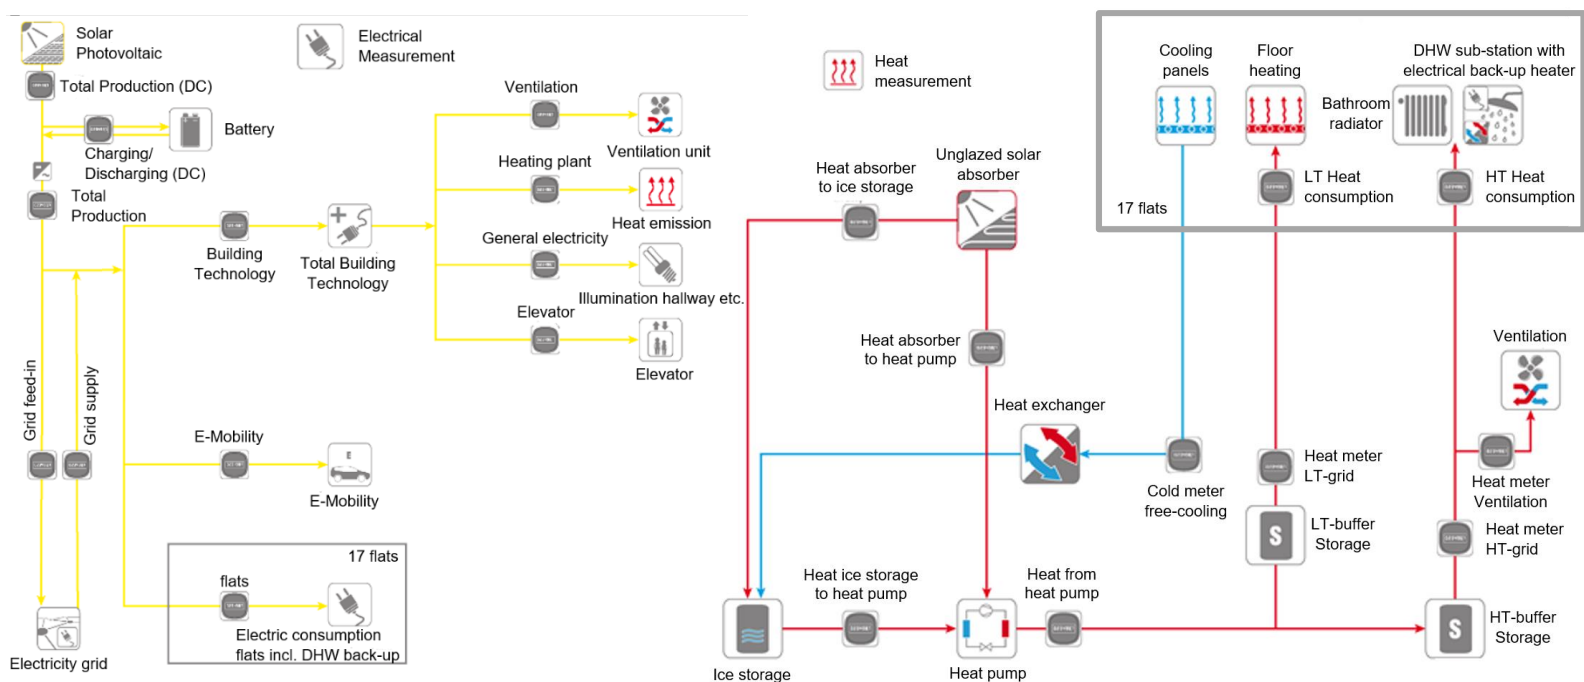 Solar
Photovoltaic
Electrical
Measurement
Total Production (DC)
Battery
Charging/
Discharging (DC)
Total
Production
Building
Technology
Total Building
Technology
Ventilation
Ventilation unit
Heating plant
Heat emission
General electricity
Illumination hallway etc.
Elevator
Elevator
Grid feed-in
Grid supply
E-Mobility
E
E-Mobility
17 flats
flats
Electric consumption
flats incl. DHW back-up
Electricity grid
Heat
measurement
Cooling
panels
Floor
heating
DHW sub-station with
electrical back-up heater
Bathroom
radiator
Heat absorber
to ice storage
Unglazed solar
absorber
LT Heat
consumption
HT Heat
consumption
17 flats
Heat absorber
to heat pump
Ventilation
Heat exchanger
Cold meter
free-cooling
Heat meter
LT-grid
Heat meter
Ventilation
S
LT-buffer
Storage
Heat meter
HT-grid
Heat ice storage
to heat pump
Heat from
heat pump
S
HT-buffer
Storage
Ice storage
Heat pump